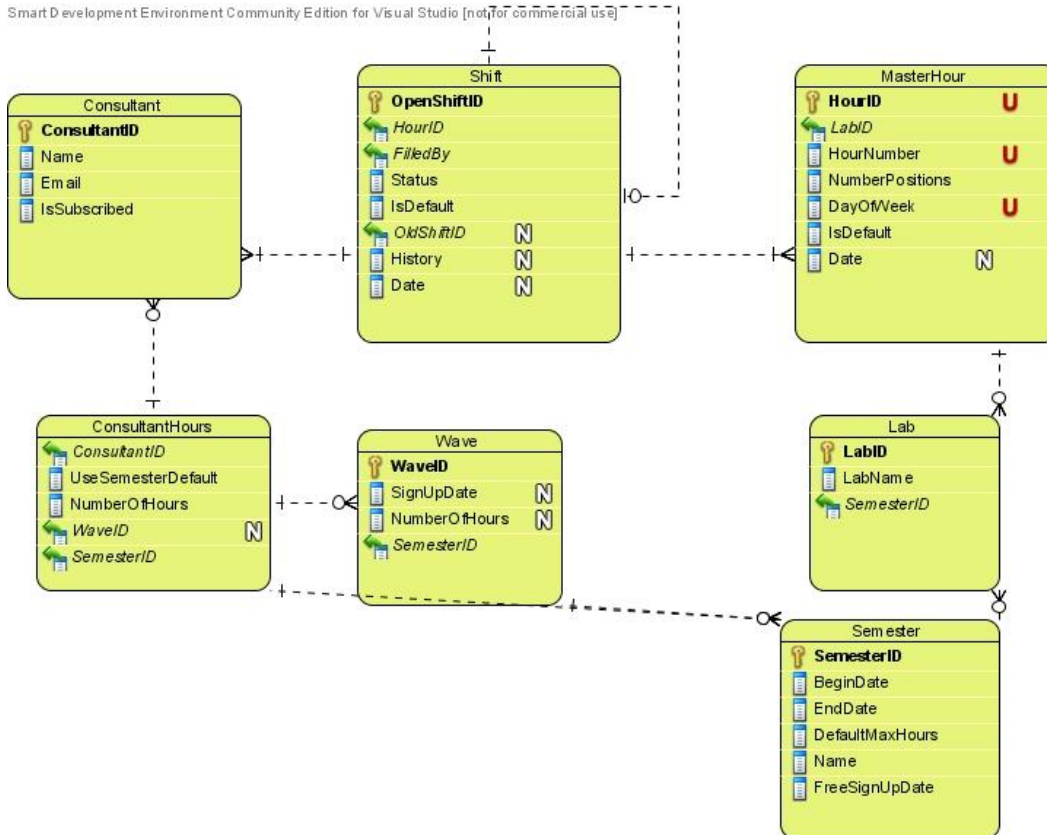 Smart Development Environment Community Edition for Visual Studio [not for commercial use]
Consultant
ConsultantID
Name
Email
IsSubscribed
Shift
OpenShiftID
HourID
FilledBy
Status
IsDefault
OldShiftID N
History N
Date N
MasterHour
HourID U
LabID
HourNumber U
NumberPositions
DayOfWeek U
IsDefault
Date N
ConsultantHours
ConsultantID
UseSemesterDefault
NumberOfHours
WaveID N
SemesterID
Wave
WaveID
SignUpDate N
NumberOfHours N
SemesterID
Lab
LabID
LabName
SemesterID
Semester
SemesterID
BeginDate
EndDate
DefaultMaxHours
Name
FreeSignUpDate